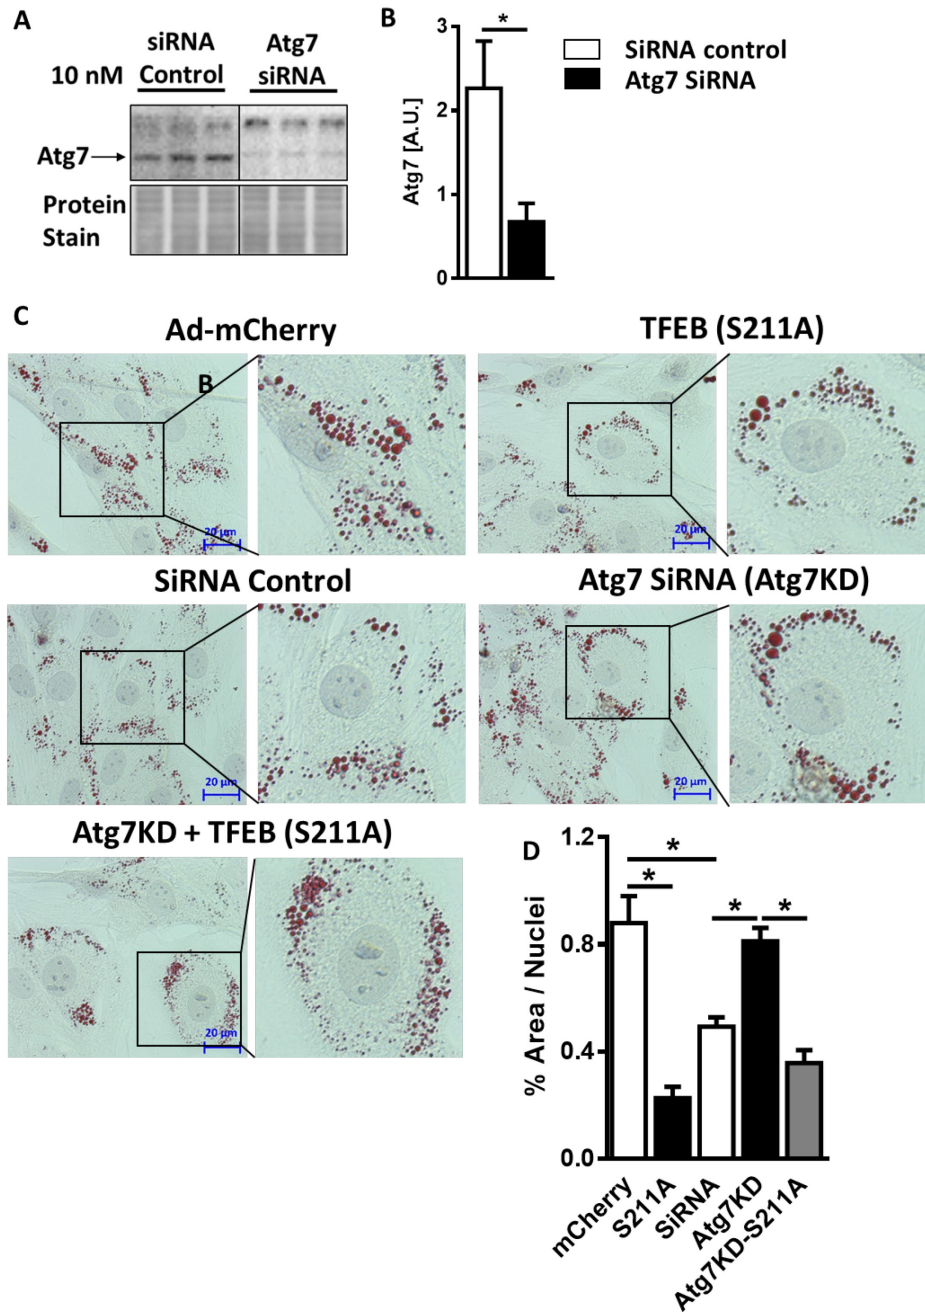 A
siRNA
Control
Atg7
siRNA
10 nM
Atg7
Protein
Stain
B
*
3
2
1
0
Atg7 [A.U.]
SiRNA control
Atg7 SiRNA
C
Ad-mCherry
TFEB (S211A)
B
20 µm
20 µm
SiRNA Control
Atg7 SiRNA (Atg7KD)
20 µm
20 µm
Atg7KD + TFEB (S211A)
20 µm
D
1.2
0.8
0.4
0.0
% Area / Nuclei
*
*
*
*
mCherry
S211A
SiRNA
Atg7KD
Atg7KD-S211A